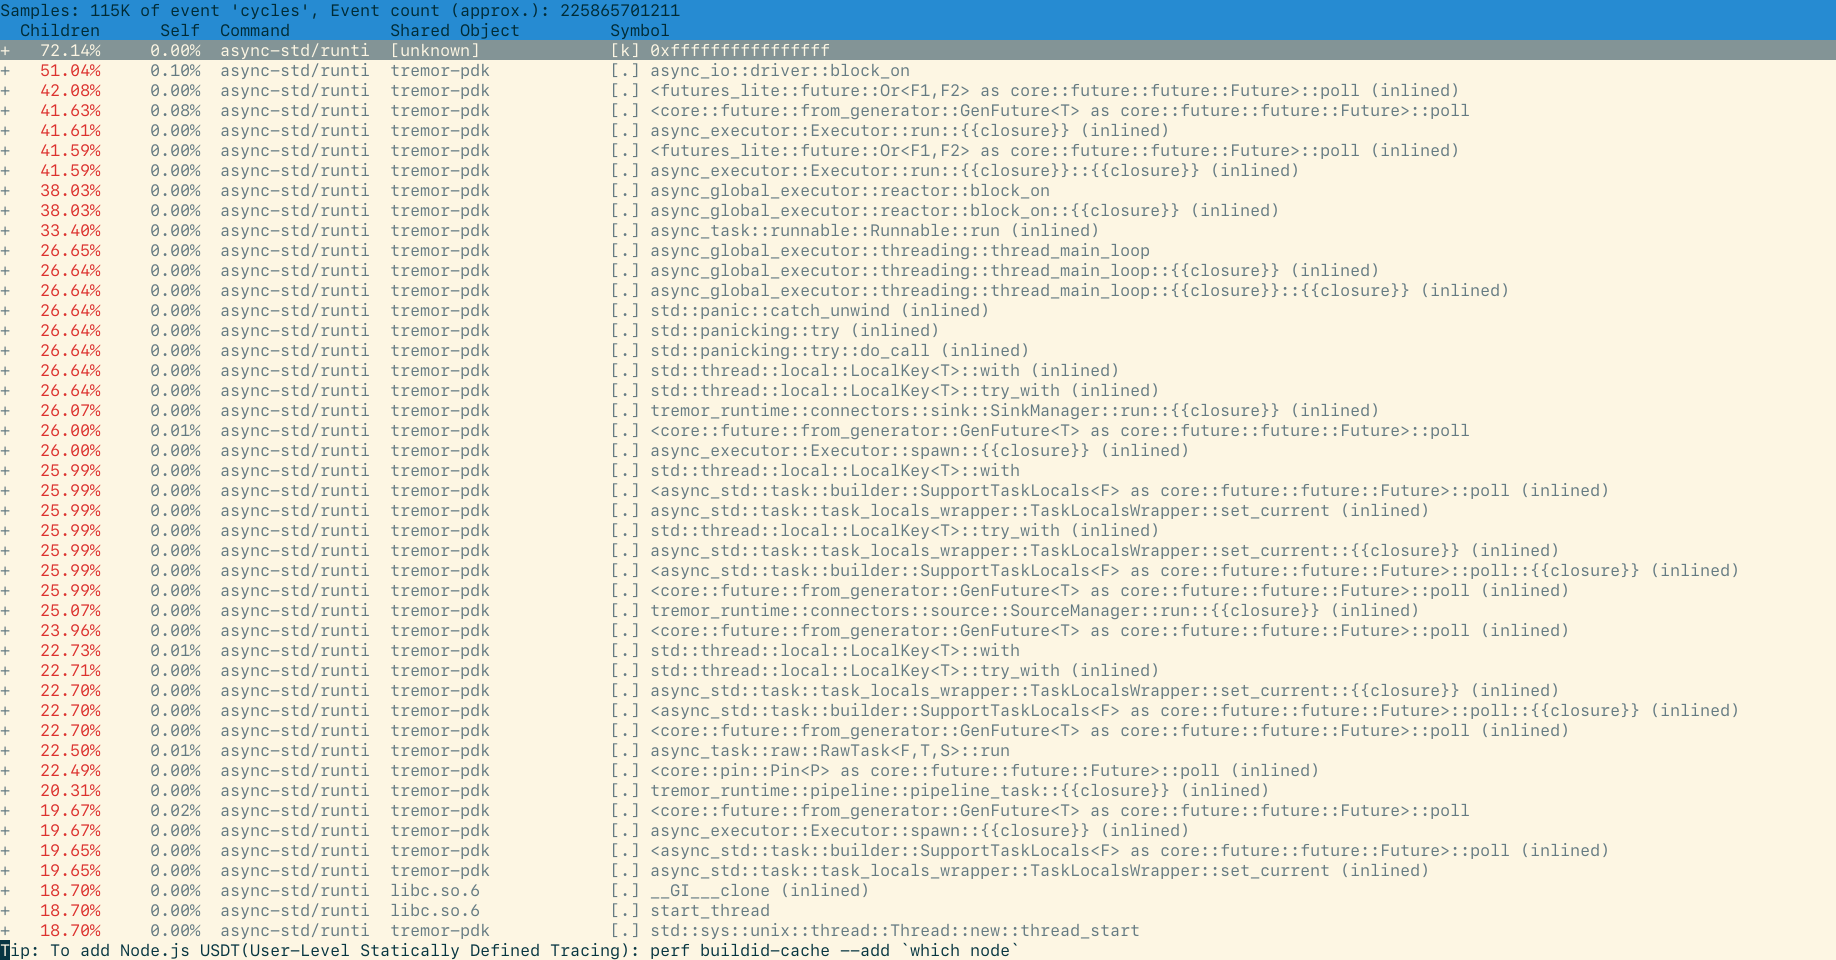 Samples: 115K of event 'cycles', Event count (approx.): 225865701211
Children Self Command Shared Object Symbol
+ 72.14% 0.00% async-std/runti [unknown] [k] 0xffffffffffffffff
+ 51.04% 0.10% async-std/runti tremor-pdk [.] async_io::driver::block_on
+ 42.08% 0.00% async-std/runti tremor-pdk [.] <futures_lite::future::Or<F1,F2> as core::future::future::Future>::poll (inlined)
+ 41.63% 0.08% async-std/runti tremor-pdk [.] <core::future::from_generator::GenFuture<T> as core::future::future::Future>::poll
+ 41.61% 0.00% async-std/runti tremor-pdk [.] async_executor::Executor::run::{{closure}} (inlined)
+ 41.59% 0.00% async-std/runti tremor-pdk [.] <futures_lite::future::Or<F1,F2> as core::future::future::Future>::poll (inlined)
+ 41.59% 0.00% async-std/runti tremor-pdk [.] async_executor::Executor::run::{{closure}}::{{closure}} (inlined)
+ 38.03% 0.00% async-std/runti tremor-pdk [.] async_global_executor::reactor::block_on
+ 38.03% 0.00% async-std/runti tremor-pdk [.] async_global_executor::reactor::block_on::{{closure}} (inlined)
+ 33.40% 0.00% async-std/runti tremor-pdk [.] async_task::runnable::Runnable::run (inlined)
+ 26.65% 0.00% async-std/runti tremor-pdk [.] async_global_executor::threading::thread_main_loop
+ 26.64% 0.00% async-std/runti tremor-pdk [.] async_global_executor::threading::thread_main_loop::{{closure}} (inlined)
+ 26.64% 0.00% async-std/runti tremor-pdk [.] async_global_executor::threading::thread_main_loop::{{closure}}::{{closure}} (inlined)
+ 26.64% 0.00% async-std/runti tremor-pdk [.] std::panic::catch_unwind (inlined)
+ 26.64% 0.00% async-std/runti tremor-pdk [.] std::panicking::try (inlined)
+ 26.64% 0.00% async-std/runti tremor-pdk [.] std::panicking::try::do_call (inlined)
+ 26.64% 0.00% async-std/runti tremor-pdk [.] std::thread::local::LocalKey<T>::with (inlined)
+ 26.64% 0.00% async-std/runti tremor-pdk [.] std::thread::local::LocalKey<T>::try_with (inlined)
+ 26.07% 0.00% async-std/runti tremor-pdk [.] tremor_runtime::connectors::sink::SinkManager::run::{{closure}} (inlined)
+ 26.00% 0.01% async-std/runti tremor-pdk [.] <core::future::from_generator::GenFuture<T> as core::future::future::Future>::poll
+ 26.00% 0.00% async-std/runti tremor-pdk [.] async_executor::Executor::spawn::{{closure}} (inlined)
+ 25.99% 0.00% async-std/runti tremor-pdk [.] std::thread::local::LocalKey<T>::with
+ 25.99% 0.00% async-std/runti tremor-pdk [.] <async_std::task::builder::SupportTaskLocals<F> as core::future::future::Future>::poll (inlined)
+ 25.99% 0.00% async-std/runti tremor-pdk [.] async_std::task::task_locals_wrapper::TaskLocalsWrapper::set_current (inlined)
+ 25.99% 0.00% async-std/runti tremor-pdk [.] std::thread::local::LocalKey<T>::try_with (inlined)
+ 25.99% 0.00% async-std/runti tremor-pdk [.] async_std::task::task_locals_wrapper::TaskLocalsWrapper::set_current::{{closure}} (inlined)
+ 25.99% 0.00% async-std/runti tremor-pdk [.] <async_std::task::builder::SupportTaskLocals<F> as core::future::future::Future>::poll::{{closure}} (inlined)
+ 25.99% 0.00% async-std/runti tremor-pdk [.] <core::future::from_generator::GenFuture<T> as core::future::future::Future>::poll (inlined)
+ 25.07% 0.00% async-std/runti tremor-pdk [.] tremor_runtime::connectors::source::SourceManager::run::{{closure}} (inlined)
+ 23.96% 0.00% async-std/runti tremor-pdk [.] <core::future::from_generator::GenFuture<T> as core::future::future::Future>::poll (inlined)
+ 22.73% 0.01% async-std/runti tremor-pdk [.] std::thread::local::LocalKey<T>::with
+ 22.71% 0.00% async-std/runti tremor-pdk [.] std::thread::local::LocalKey<T>::try_with (inlined)
+ 22.70% 0.00% async-std/runti tremor-pdk [.] async_std::task::task_locals_wrapper::TaskLocalsWrapper::set_current::{{closure}} (inlined)
+ 22.70% 0.00% async-std/runti tremor-pdk [.] <async_std::task::builder::SupportTaskLocals<F> as core::future::future::Future>::poll::{{closure}} (inlined)
+ 22.70% 0.00% async-std/runti tremor-pdk [.] <core::future::from_generator::GenFuture<T> as core::future::future::Future>::poll (inlined)
+ 22.50% 0.01% async-std/runti tremor-pdk [.] async_task::raw::RawTask<F,T,S>::run
+ 22.49% 0.00% async-std/runti tremor-pdk [.] <core::pin::Pin<P> as core::future::future::Future>::poll (inlined)
+ 20.31% 0.00% async-std/runti tremor-pdk [.] tremor_runtime::pipeline::pipeline_task::{{closure}} (inlined)
+ 19.67% 0.02% async-std/runti tremor-pdk [.] <core::future::from_generator::GenFuture<T> as core::future::future::Future>::poll
+ 19.67% 0.00% async-std/runti tremor-pdk [.] async_executor::Executor::spawn::{{closure}} (inlined)
+ 19.65% 0.00% async-std/runti tremor-pdk [.] <async_std::task::builder::SupportTaskLocals<F> as core::future::future::Future>::poll (inlined)
+ 19.65% 0.00% async-std/runti tremor-pdk [.] async_std::task::task_locals_wrapper::TaskLocalsWrapper::set_current (inlined)
+ 18.70% 0.00% async-std/runti libc.so.6 [.] __GI___clone (inlined)
+ 18.70% 0.00% async-std/runti libc.so.6 [.] start_thread
+ 18.70% 0.00% async-std/runti tremor-pdk [.] std::sys::unix::thread::Thread::new::thread_start
Tip: To add Node.js USDT(User-Level Statically Defined Tracing): perf buildid-cache --add `which node`